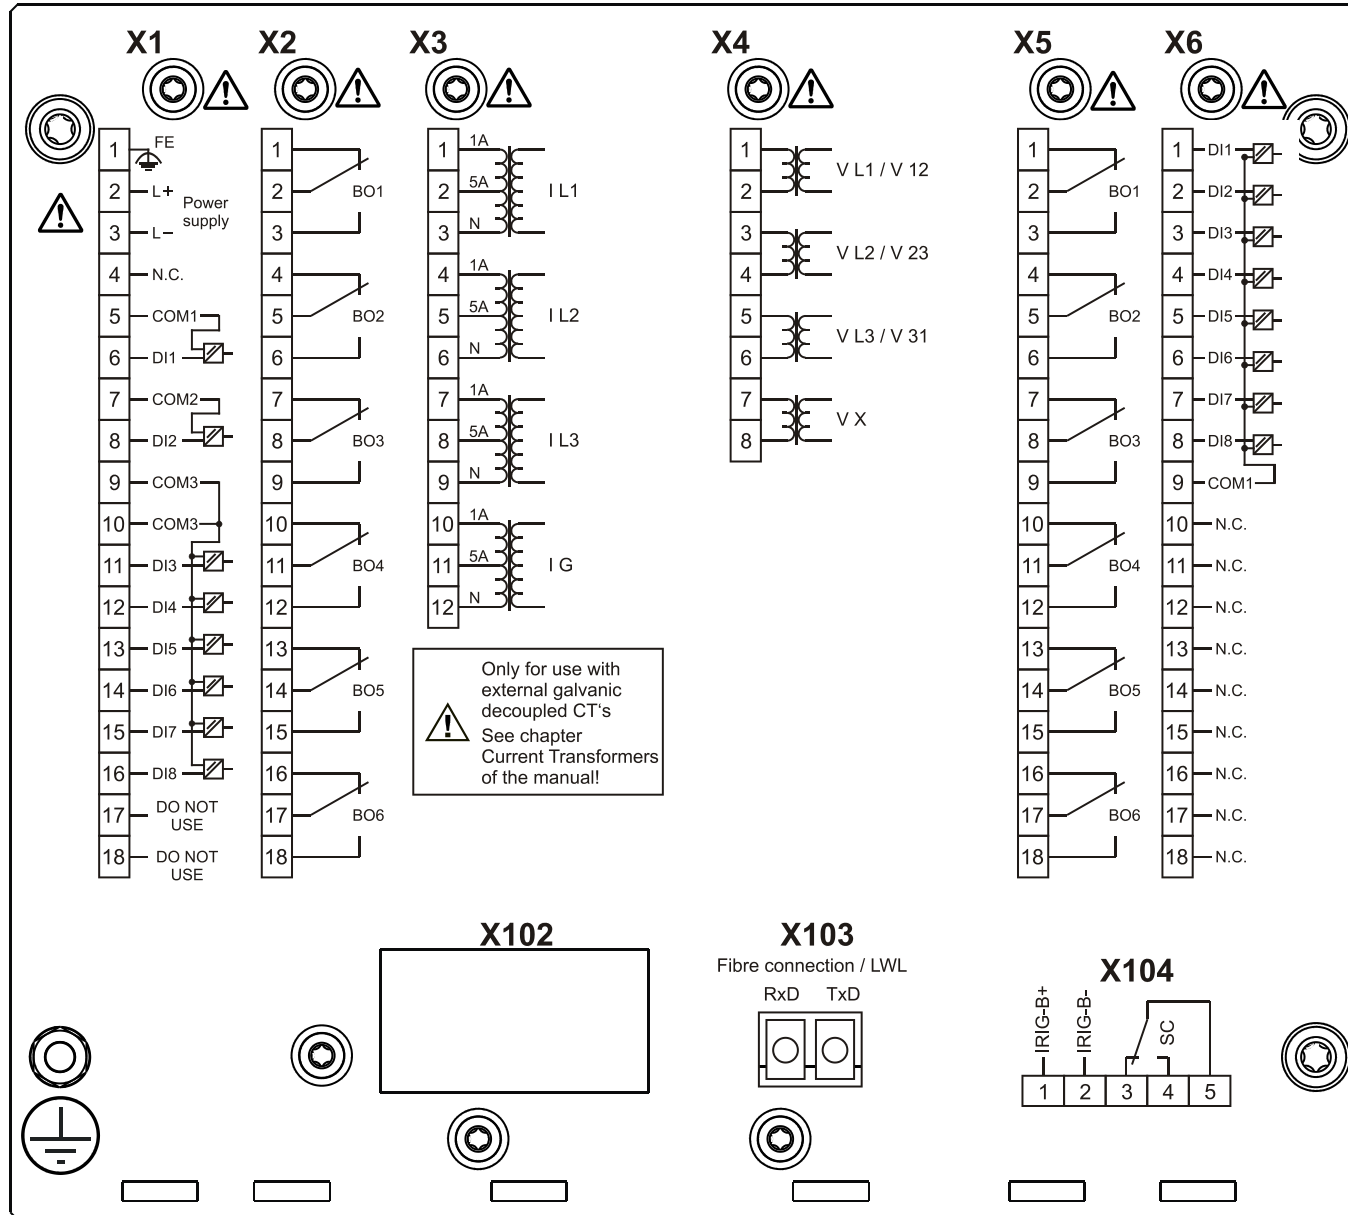 X1
X2
X3
X4
X5
X6
1 FE
2 L+
3 L−
Power
supply
4 N.C.
5 COM1
6 DI1
7 COM2
8 DI2
9 COM3
10 COM3
11 DI3
12 DI4
13 DI5
14 DI6
15 DI7
16 DI8
17 DO NOT
USE
18 DO NOT
USE
1
2 BO1
3
4
5 BO2
6
7
8 BO3
9
10
11 BO4
12
13
14 BO5
15
16
17 BO6
18
1 1A
2 5A I L1
3 N
4 1A
5 5A I L2
6 N
7 1A
8 5A I L3
9 N
10 1A
11 5A I G
12 N
Only for use with
external galvanic
decoupled CT‘s
See chapter
Current Transformers
of the manual!
1
V L1 / V 12
2
3
V L2 / V 23
4
5
V L3 / V 31
6
7
V X
8
1
2 BO1
3
4
5 BO2
6
7
8 BO3
9
10
11 BO4
12
13
14 BO5
15
16
17 BO6
18
1 DI1
2 DI2
3 DI3
4 DI4
5 DI5
6 DI6
7 DI7
8 DI8
9 COM1
10 N.C.
11 N.C.
12 N.C.
13 N.C.
14 N.C.
15 N.C.
16 N.C.
17 N.C.
18 N.C.
X102
X103
Fibre connection / LWL
RxD TxD
X104
IRIG-B+
IRIG-B-
SC
1 2 3 4 5